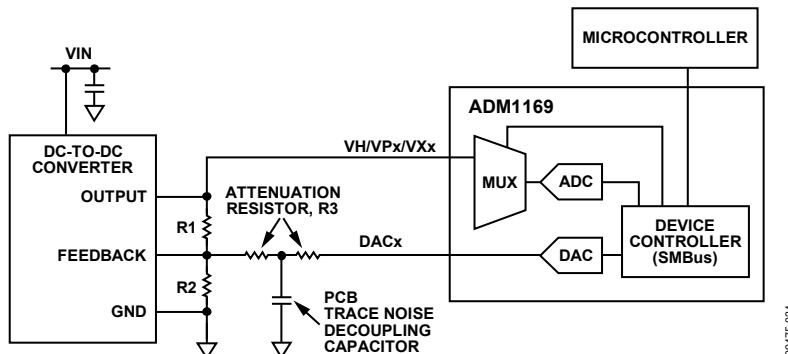 MICROCONTROLLER
VIN
ADM1169
DC-TO-DC
CONVERTER
VH/VPx/VXx
MUX
ADC
OUTPUT
ATTENUATION
RESISTOR, R3
R1
DEVICE
CONTROLLER
(SMBus)
FEEDBACK
DACx
DAC
R2
GND
PCB
TRACE NOISE
DECOUPLING
CAPACITOR